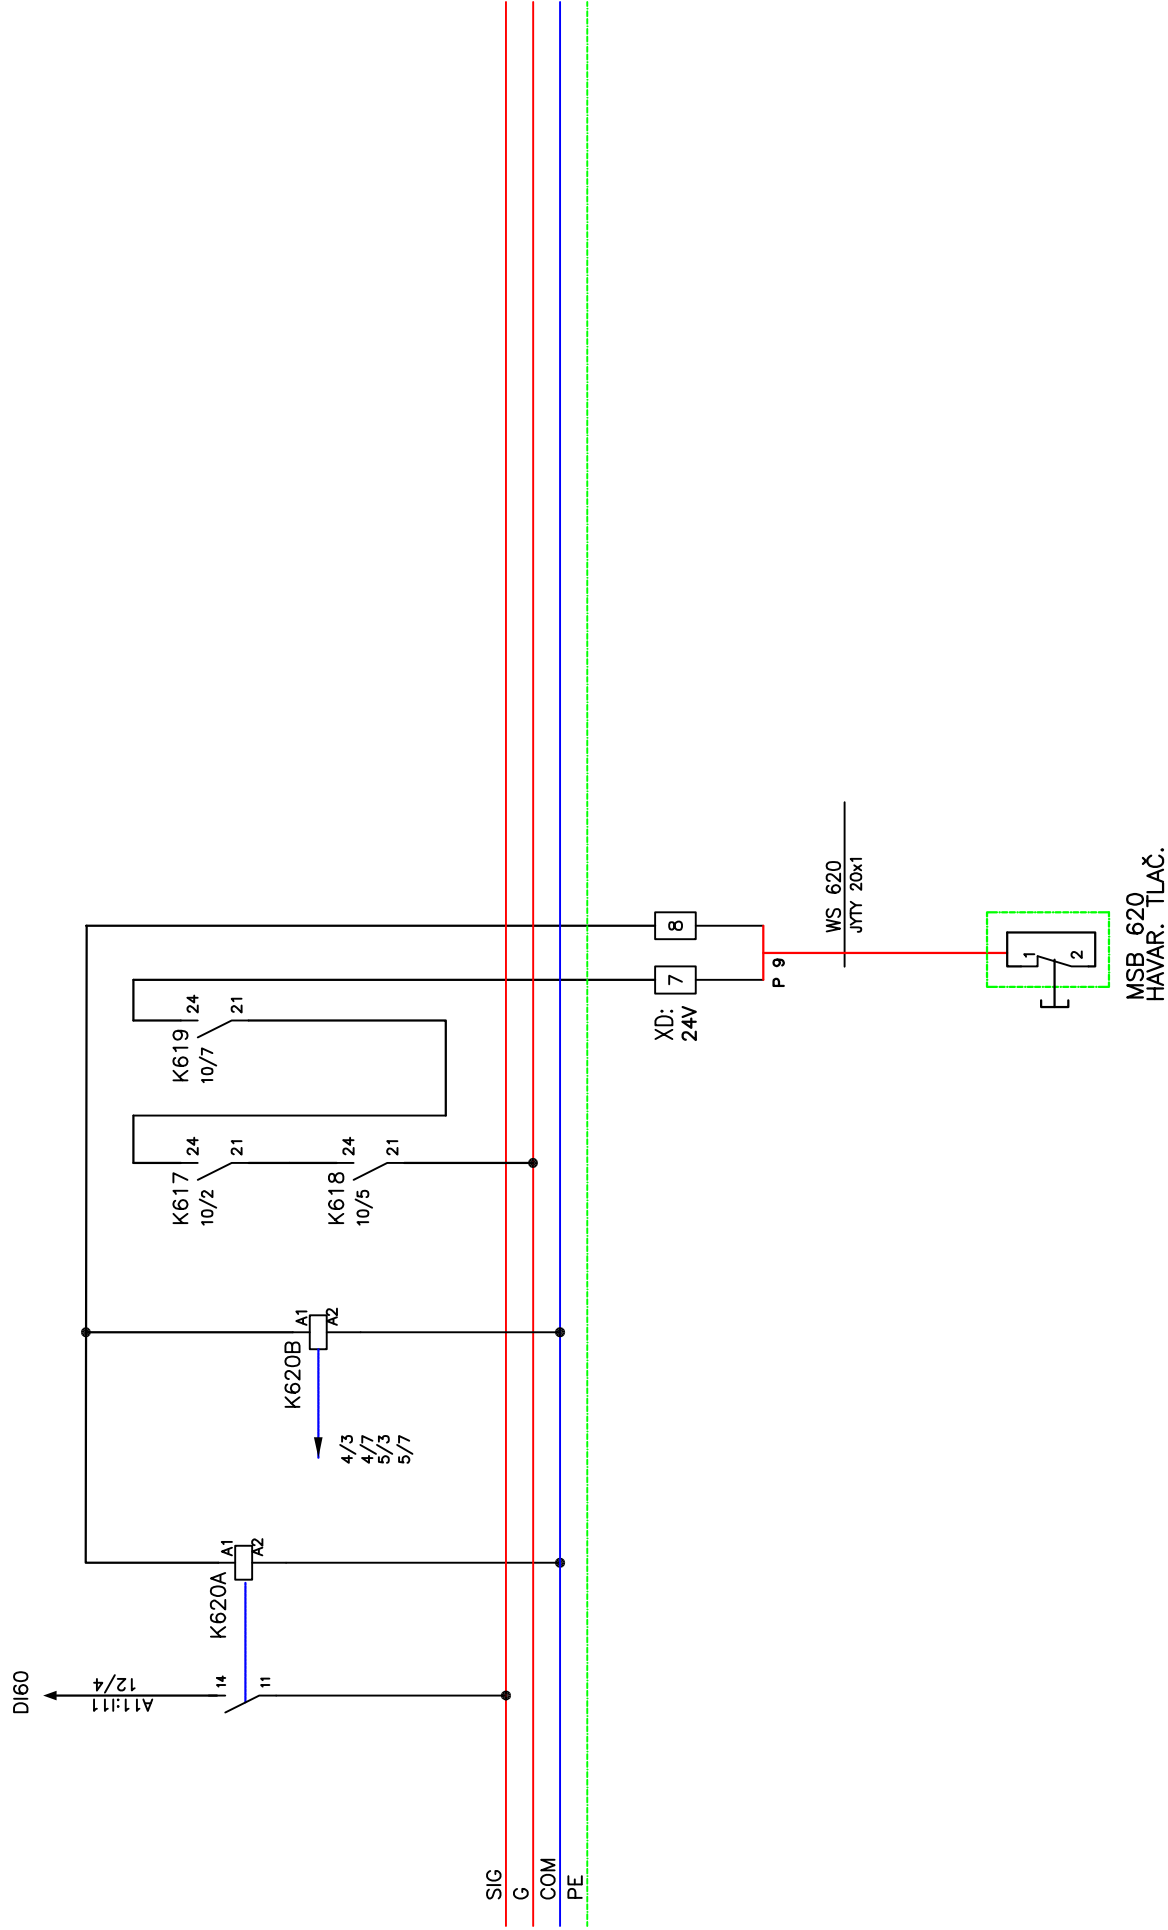 DI60
A11:I11
12/4
14
11
K620A
A1
A2
K620B
A1
A2
4/3
4/7
5/3
5/7
K617
10/2
24
21
K618
10/5
24
21
K619
10/7
24
21
SIG
G
COM
PE
XD:
24V
7
8
P 9
WS 620
JYTY 20x1
1
2
MSB 620
HAVAR. TLAČ.